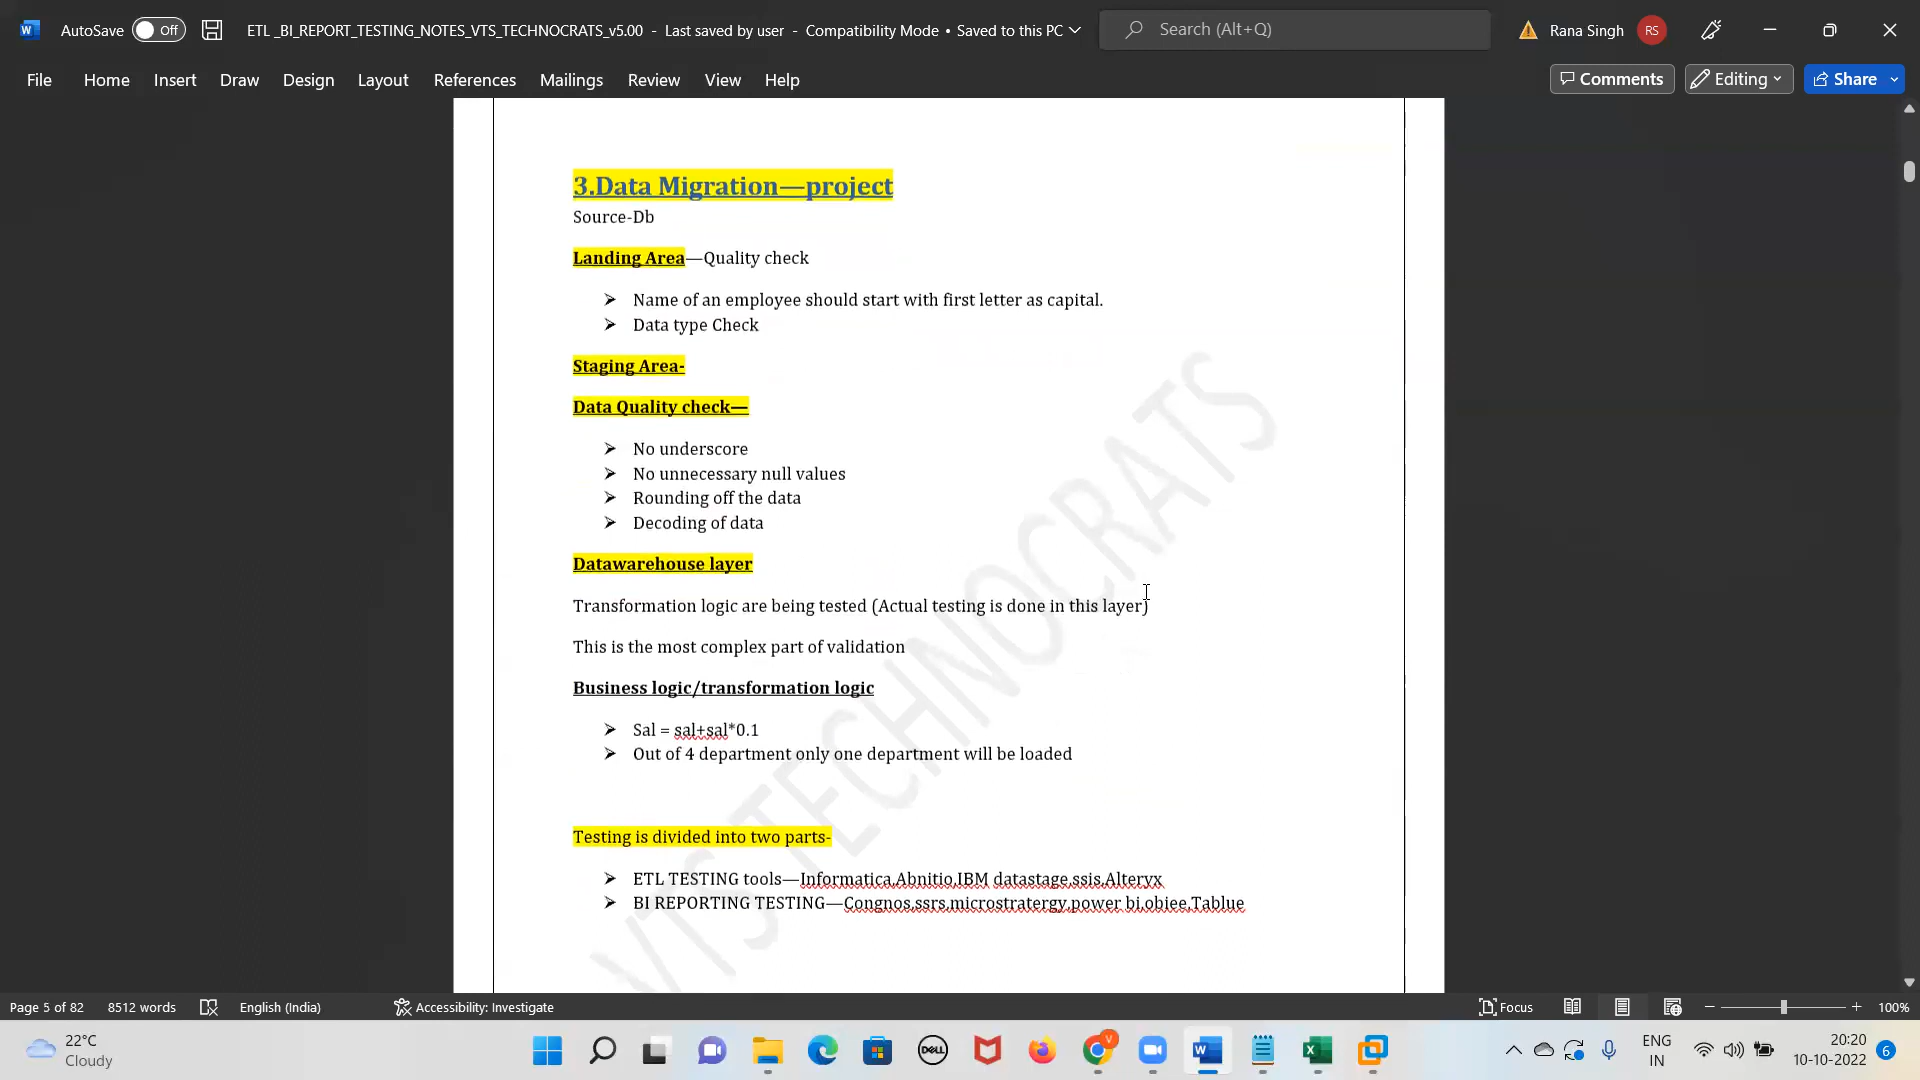 AutoSave Off ETL _BI_REPORT_TESTING_NOTES_VTS_TECHNOCRATS_v5.00 - Last saved by user - Compatibility Mode • Saved to this PC Search (Alt+Q) Rana Singh RS
File Home Insert Draw Design Layout References Mailings Review View Help Comments Editing Share
3.Data Migration—project
Source-Db
Landing Area—Quality check
Name of an employee should start with first letter as capital.
Data type Check
Staging Area-
Data Quality check—
No underscore
No unnecessary null values
Rounding off the data
Decoding of data
Datawarehouse layer
Transformation logic are being tested (Actual testing is done in this layer)
This is the most complex part of validation
Business logic/transformation logic
Sal = sal+sal*0.1
Out of 4 department only one department will be loaded
Testing is divided into two parts-
ETL TESTING tools—Informatica,Abnitio,IBM datastage,ssis,Alteryx
BI REPORTING TESTING—Congnos,ssrs,microstratergy,power bi,obiee,Tablue
VTS TECHNOCRATS
Page 5 of 82 8512 words English (India) Accessibility: Investigate Focus 100%
22°C
Cloudy
DELL
V
ENG
IN
20:20
10-10-2022
6